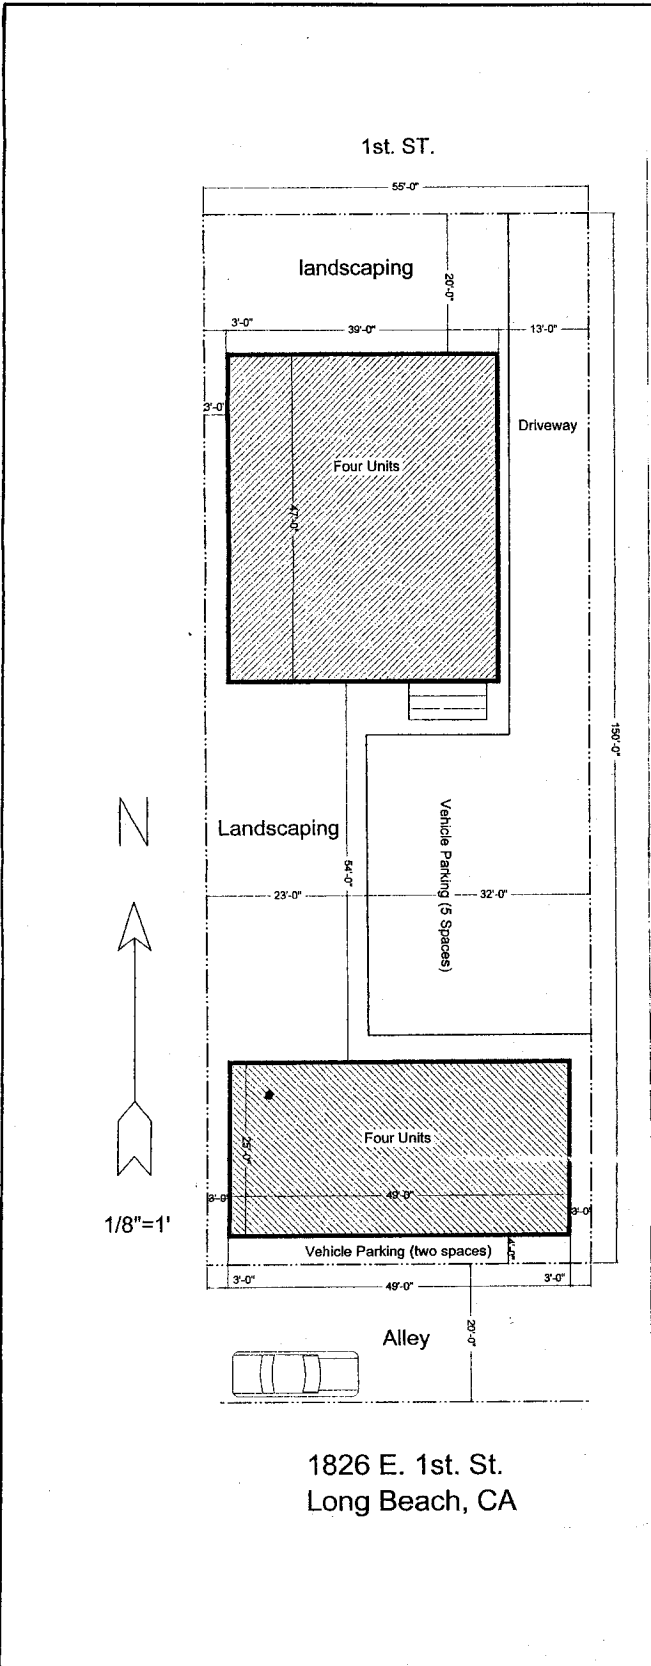 1st. ST.
55'-0"
landscaping
20'-0"
3'-0"
39'-0"
13'-0"
3'-0'
Driveway
Four Units
47'-0"
150'-0"
N
Landscaping
Vehicle Parking (5 Spaces)
54'-0"
23'-0"
32'-0"
Four Units
25'-0"
3'-0"
49'-0"
3'-0"
1/8"=1'
Vehicle Parking (two spaces)
4'-0"
3'-0"
49'-0"
3'-0"
Alley
20'-0"
1826 E. 1st. St.
Long Beach, CA